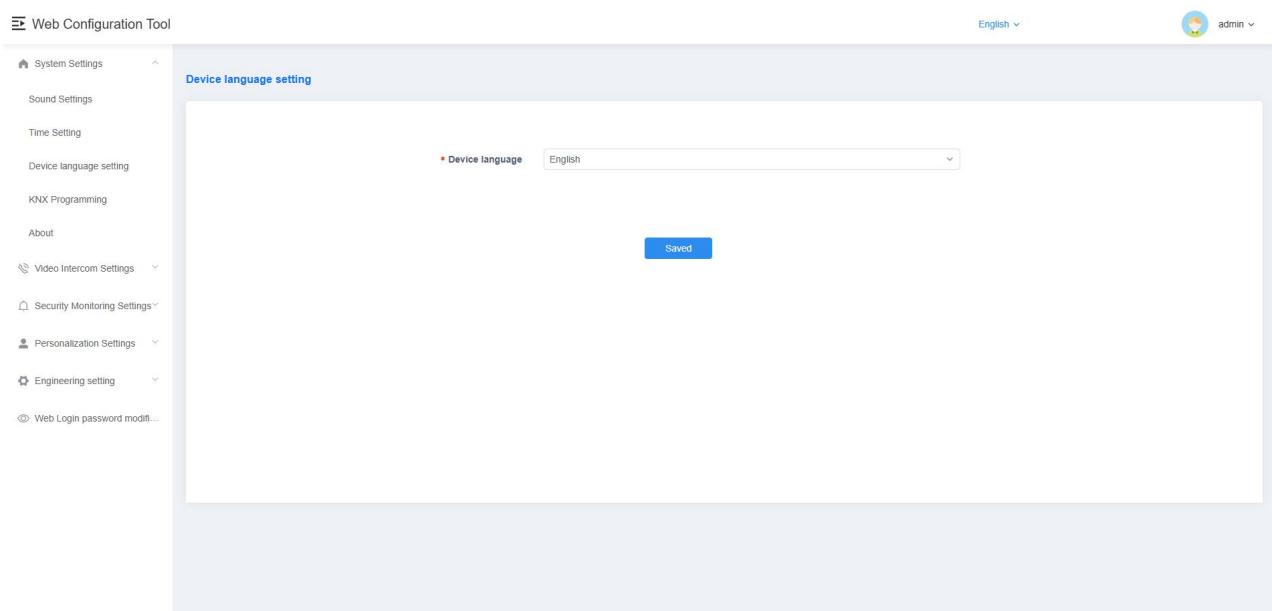 Web Configuration Tool
English
admin
System Settings
Sound Settings
Time Setting
Device language setting
KNX Programming
About
Video Intercom Settings
Security Monitoring Settings
Personalization Settings
Engineering setting
Web Login password modifi...
Device language setting
* Device language
English
Saved